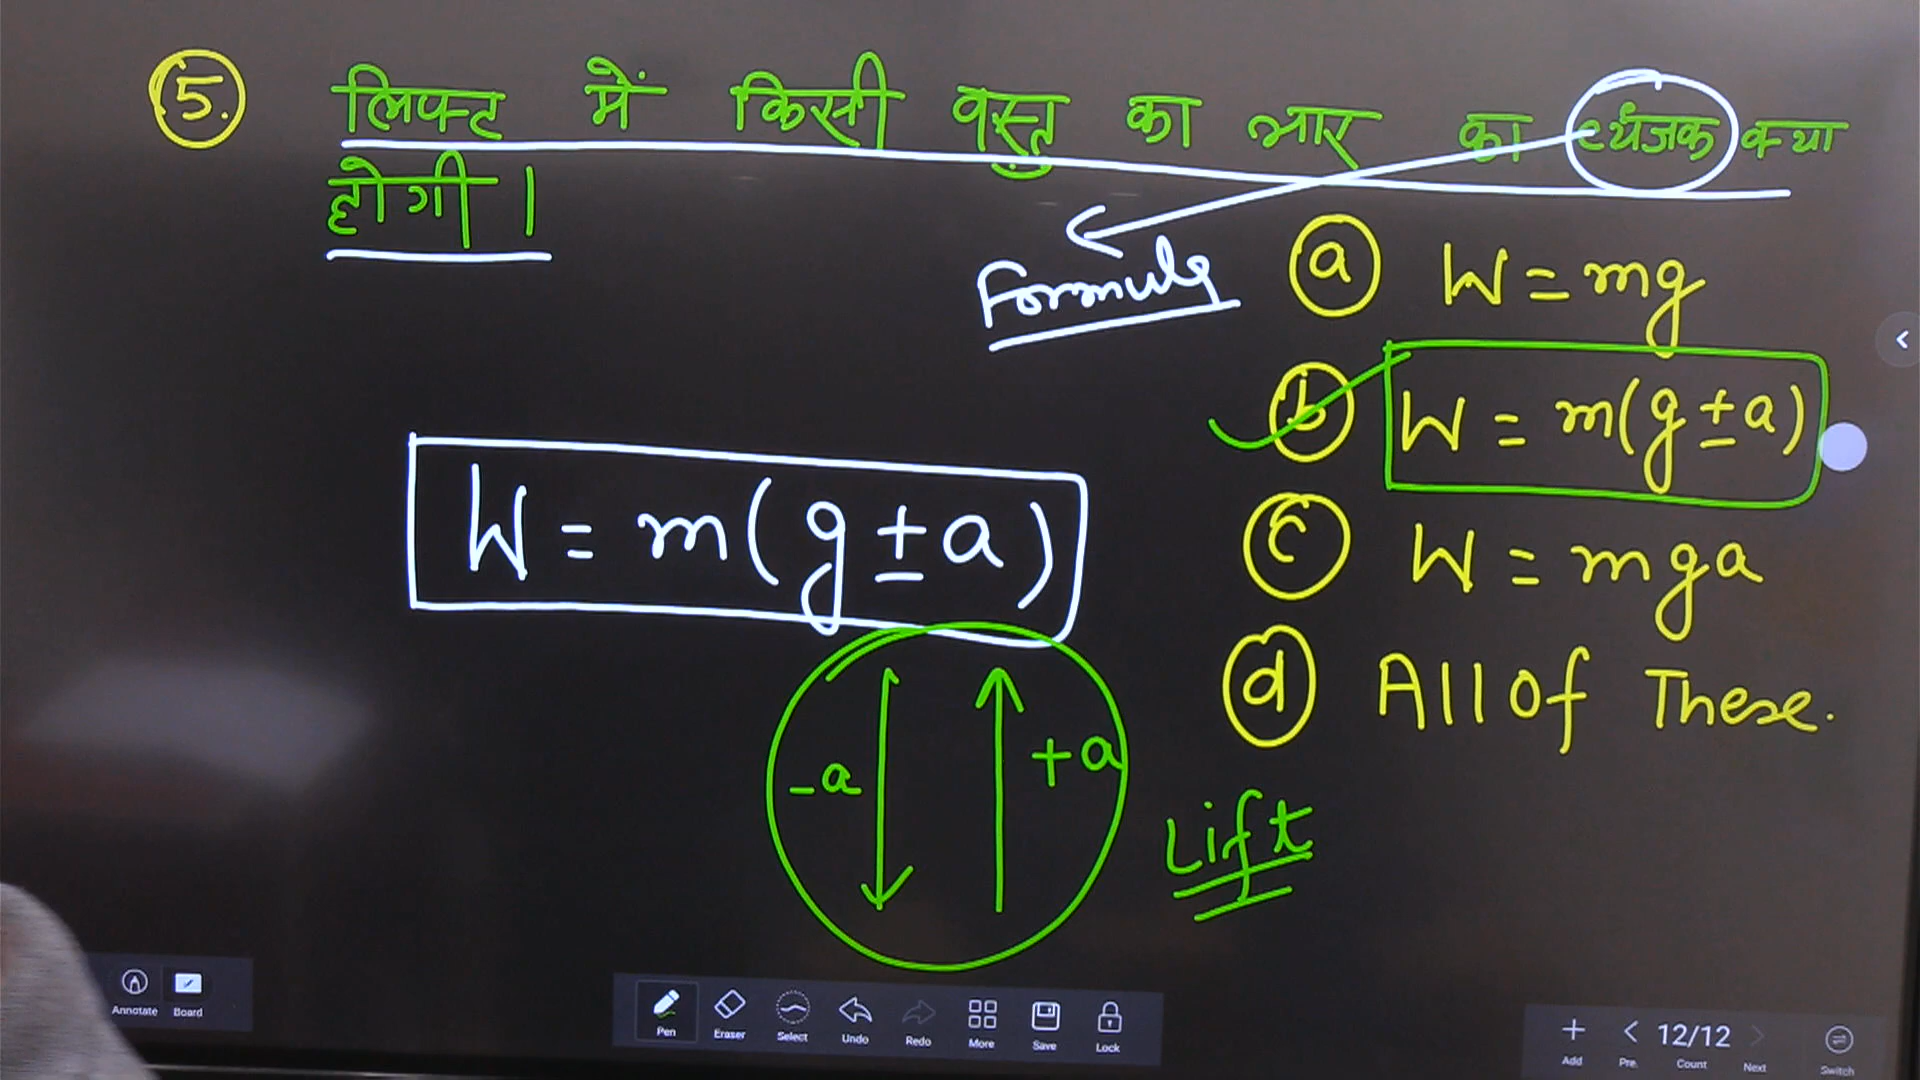 5. लिफ्ट में किसी वस्तु का भार का व्यंजक क्या
होगी।
Formula
a W = mg
b W = m(g ± a)
W = m(g ± a)
c W = mga
d All Of These.
-a +a
Lift
Annotate Board
Pen Eraser Select Undo Redo More Save Lock
Add Pre. 12/12 Count Next Switch